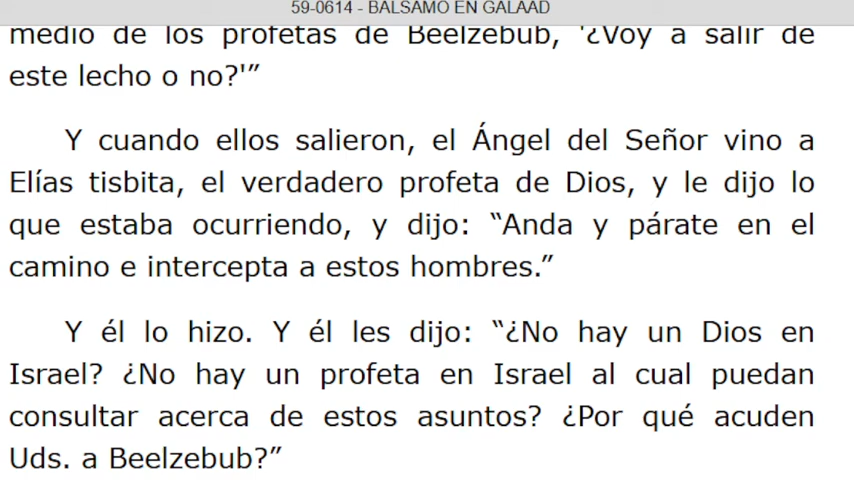 59-0614 - BALSAMO EN GALAAD
medio de los profetas de Beelzebub, '¿Voy a salir de
este lecho o no?'”
Y cuando ellos salieron, el Ángel del Señor vino a
Elías tisbita, el verdadero profeta de Dios, y le dijo lo
que estaba ocurriendo, y dijo: “Anda y párate en el
camino e intercepta a estos hombres.”
Y él lo hizo. Y él les dijo: “¿No hay un Dios en
Israel? ¿No hay un profeta en Israel al cual puedan
consultar acerca de estos asuntos? ¿Por qué acuden
Uds. a Beelzebub?”